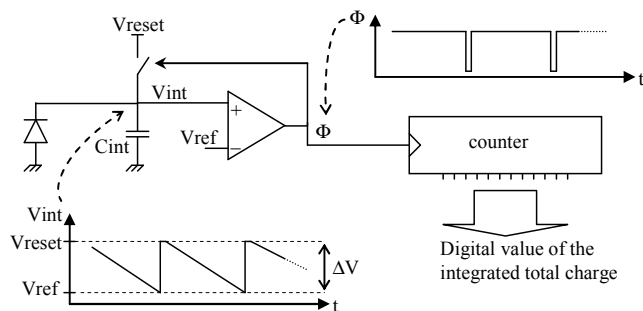 Vreset
Φ
t
Vint
+
Vref
−
Φ
Cint
counter
Vint
Vreset
ΔV
Vref
t
Digital value of the
integrated total charge